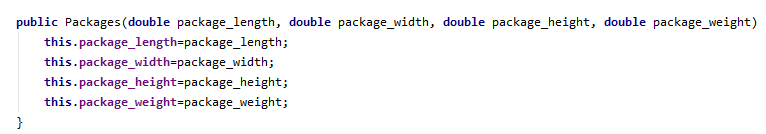 public Packages(double package_length, double package_width, double package_height, double package_weight)
this.package_length=package_length;
this.package_width=package_width;
this.package_height=package_height;
this.package_weight=package_weight;
}